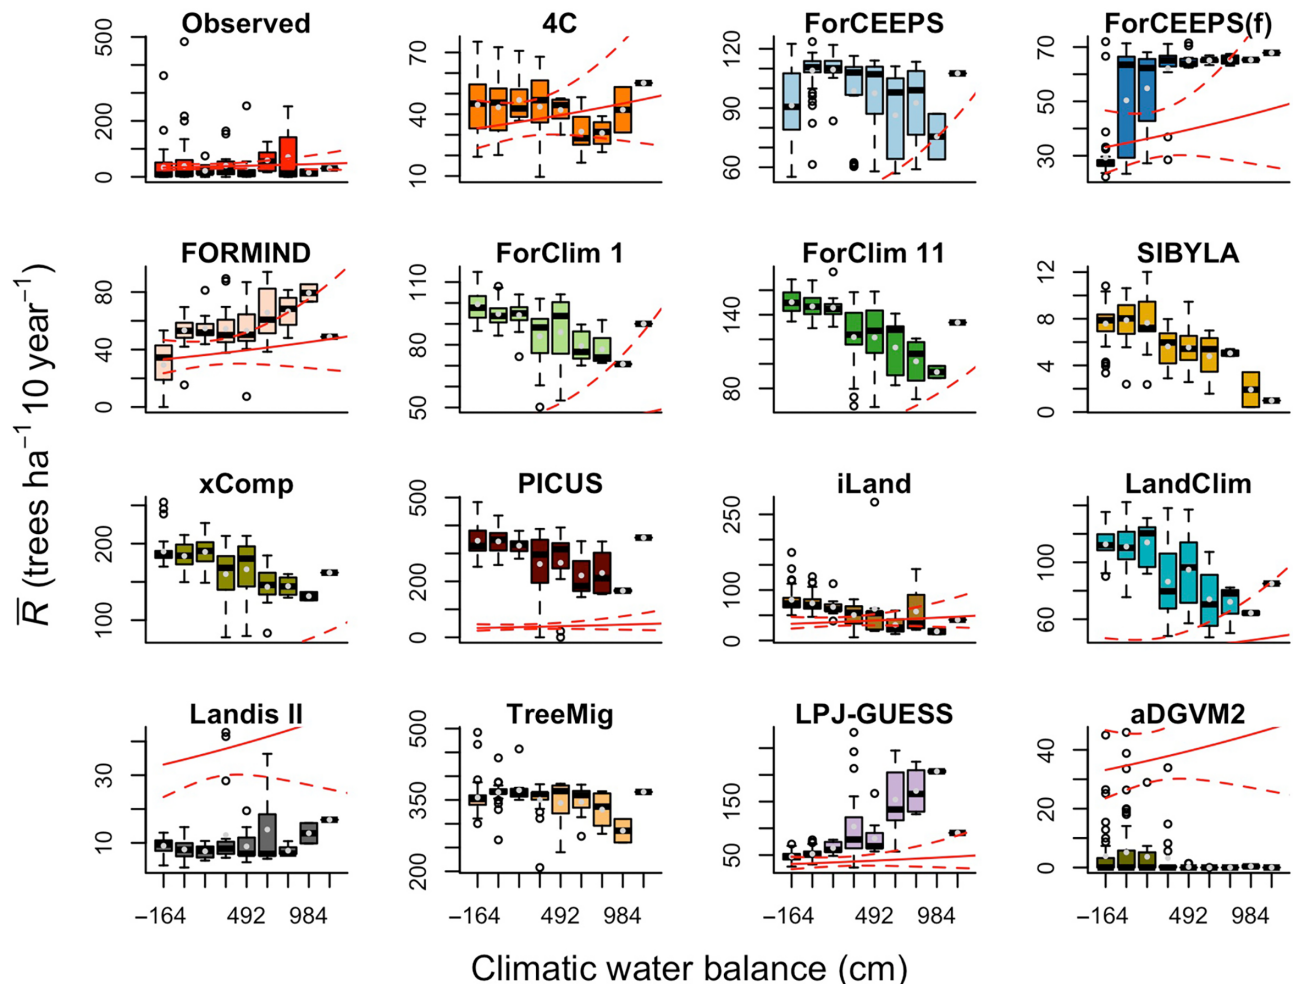 Observed 4C ForCEEPS ForCEEPS(f)
0 200 500
10 40 70
60 90 120
30 50 70
FORMIND ForClim 1 ForClim 11 SIBYLA
0 40 80
50 80 110
80 140
0 4 8 12
R̅ (trees ha⁻¹ 10 year⁻¹)
xComp PICUS iLand LandClim
100 200
0 200 500
0 100 250
60 100
Landis II TreeMig LPJ-GUESS aDGVM2
10 30
200 350 500
50 150
0 20 40
−164 492 984 −164 492 984 −164 492 984 −164 492 984
Climatic water balance (cm)